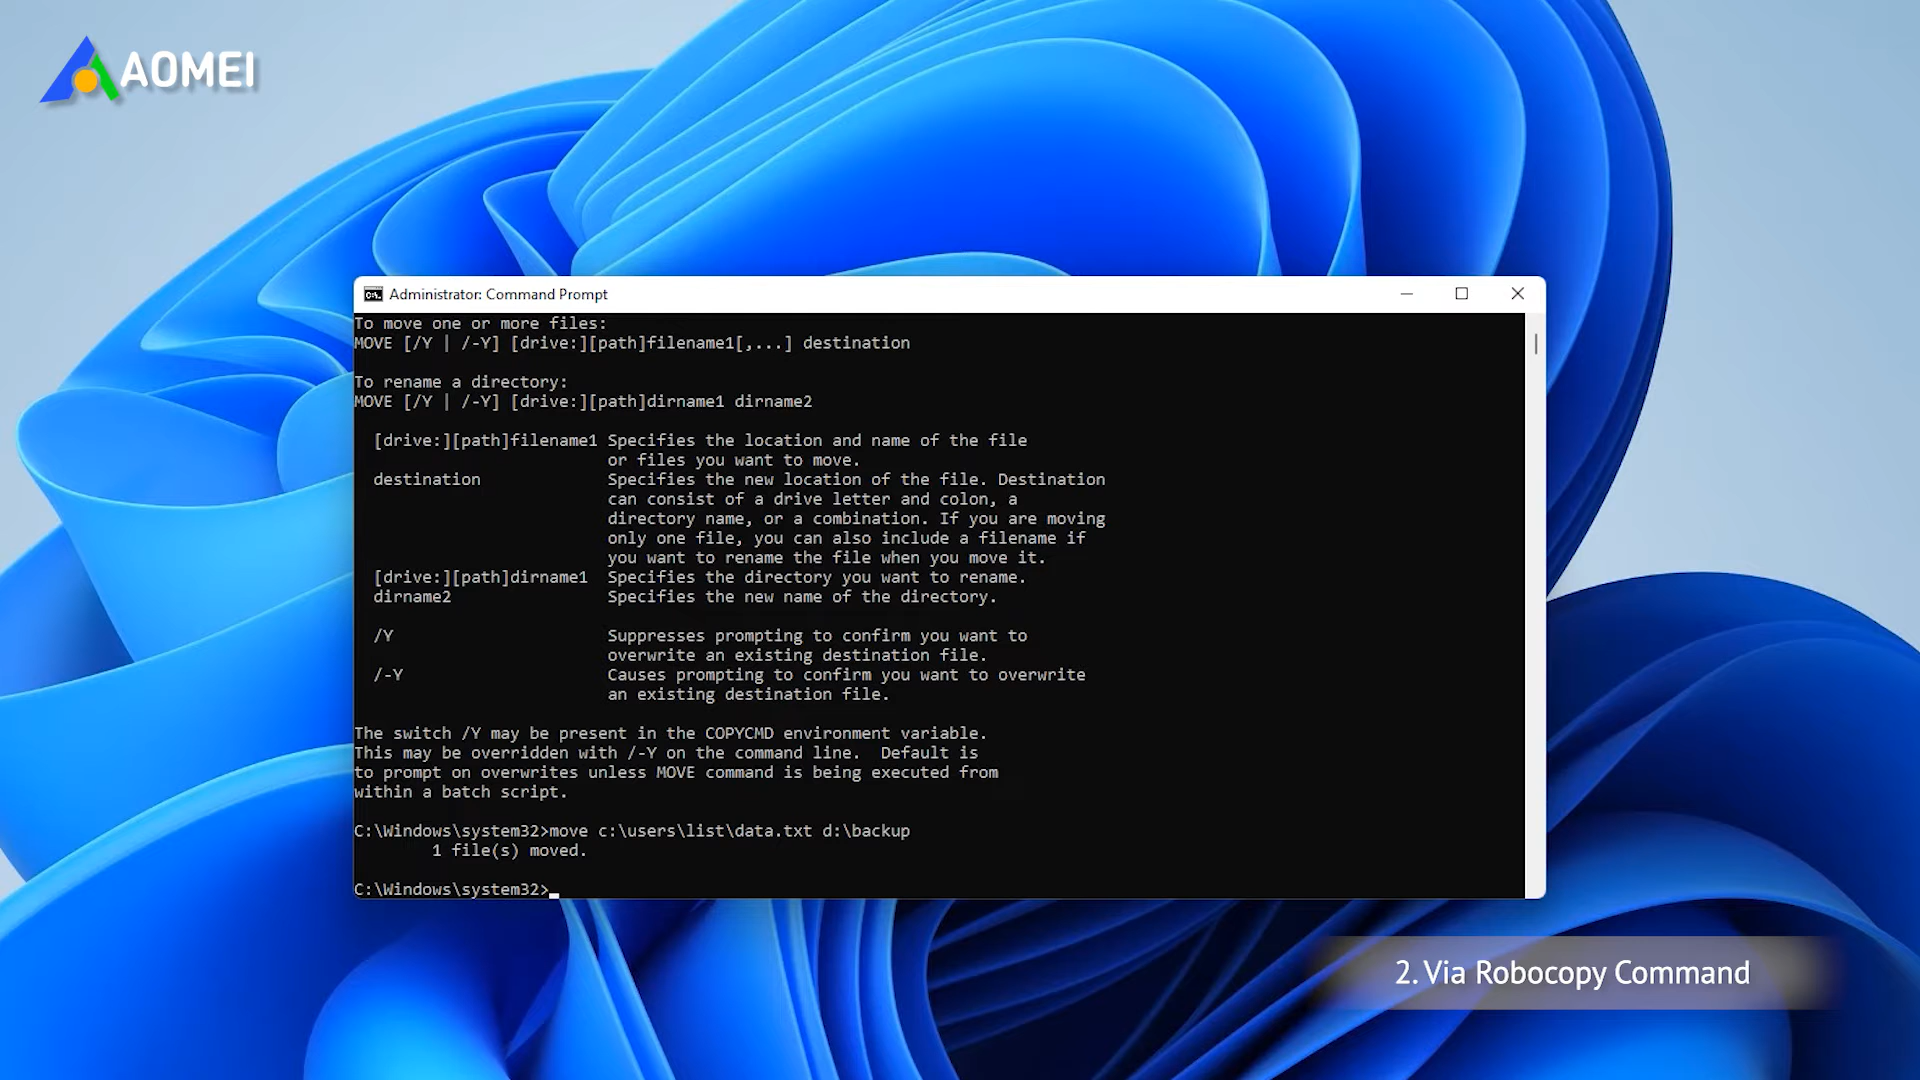 AOMEI
Administrator: Command Prompt
To move one or more files:
MOVE [/Y | /-Y] [drive:][path]filename1[,...] destination
To rename a directory:
MOVE [/Y | /-Y] [drive:][path]dirname1 dirname2
[drive:][path]filename1 Specifies the location and name of the file
or files you want to move.
destination Specifies the new location of the file. Destination
can consist of a drive letter and colon, a
directory name, or a combination. If you are moving
only one file, you can also include a filename if
you want to rename the file when you move it.
[drive:][path]dirname1 Specifies the directory you want to rename.
dirname2 Specifies the new name of the directory.
/Y Suppresses prompting to confirm you want to
overwrite an existing destination file.
/-Y Causes prompting to confirm you want to overwrite
an existing destination file.
The switch /Y may be present in the COPYCMD environment variable.
This may be overridden with /-Y on the command line. Default is
to prompt on overwrites unless MOVE command is being executed from
within a batch script.
C:\Windows\system32>move c:\users\list\data.txt d:\backup
1 file(s) moved.
C:\Windows\system32>
2. Via Robocopy Command